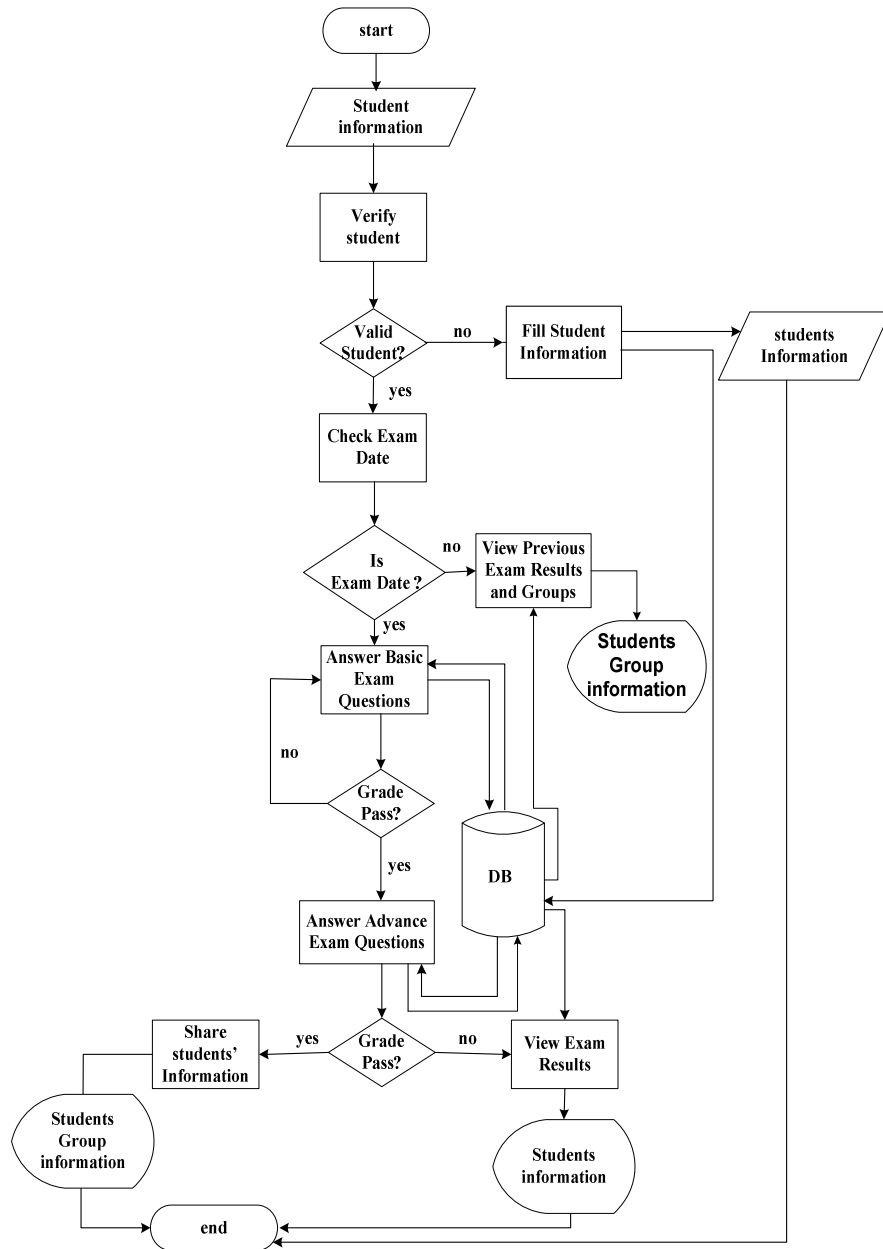 start
Student
information
Verify
student
Valid
Student?
no
Fill Student
Information
students
Information
yes
Check Exam
Date
Is
Exam Date ?
no
View Previous
Exam Results
and Groups
yes
Students
Group
information
Answer Basic
Exam
Questions
no
Grade
Pass?
yes
DB
Answer Advance
Exam Questions
Share
students'
Information
yes
Grade
Pass?
no
View Exam
Results
Students
Group
information
Students
information
end